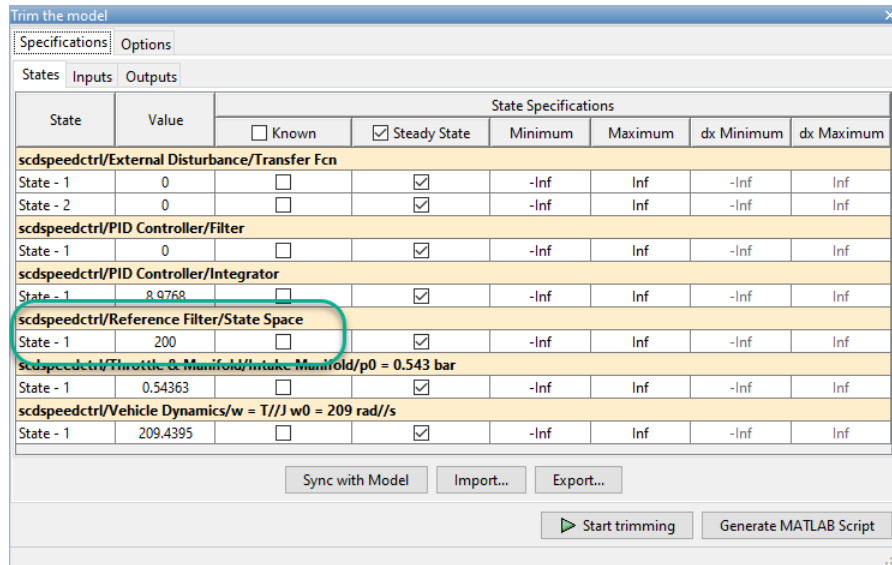 Trim the model
Specifications Options
States Inputs Outputs
State Value State Specifications
Known Steady State Minimum Maximum dx Minimum dx Maximum
scdspeedctrl/External Disturbance/Transfer Fcn
State - 1 0 -Inf Inf -Inf Inf
State - 2 0 -Inf Inf -Inf Inf
scdspeedctrl/PID Controller/Filter
State - 1 0 -Inf Inf -Inf Inf
scdspeedctrl/PID Controller/Integrator
State - 1 8.9768 -Inf Inf -Inf Inf
scdspeedctrl/Reference Filter/State Space
State - 1 200 -Inf Inf -Inf Inf
scdspeedctrl/Throttle & Manifold/Intake Manifold/p0 = 0.543 bar
State - 1 0.54363 -Inf Inf -Inf Inf
scdspeedctrl/Vehicle Dynamics/w = T//J w0 = 209 rad//s
State - 1 209.4395 -Inf Inf -Inf Inf
Sync with Model Import... Export...
Start trimming Generate MATLAB Script